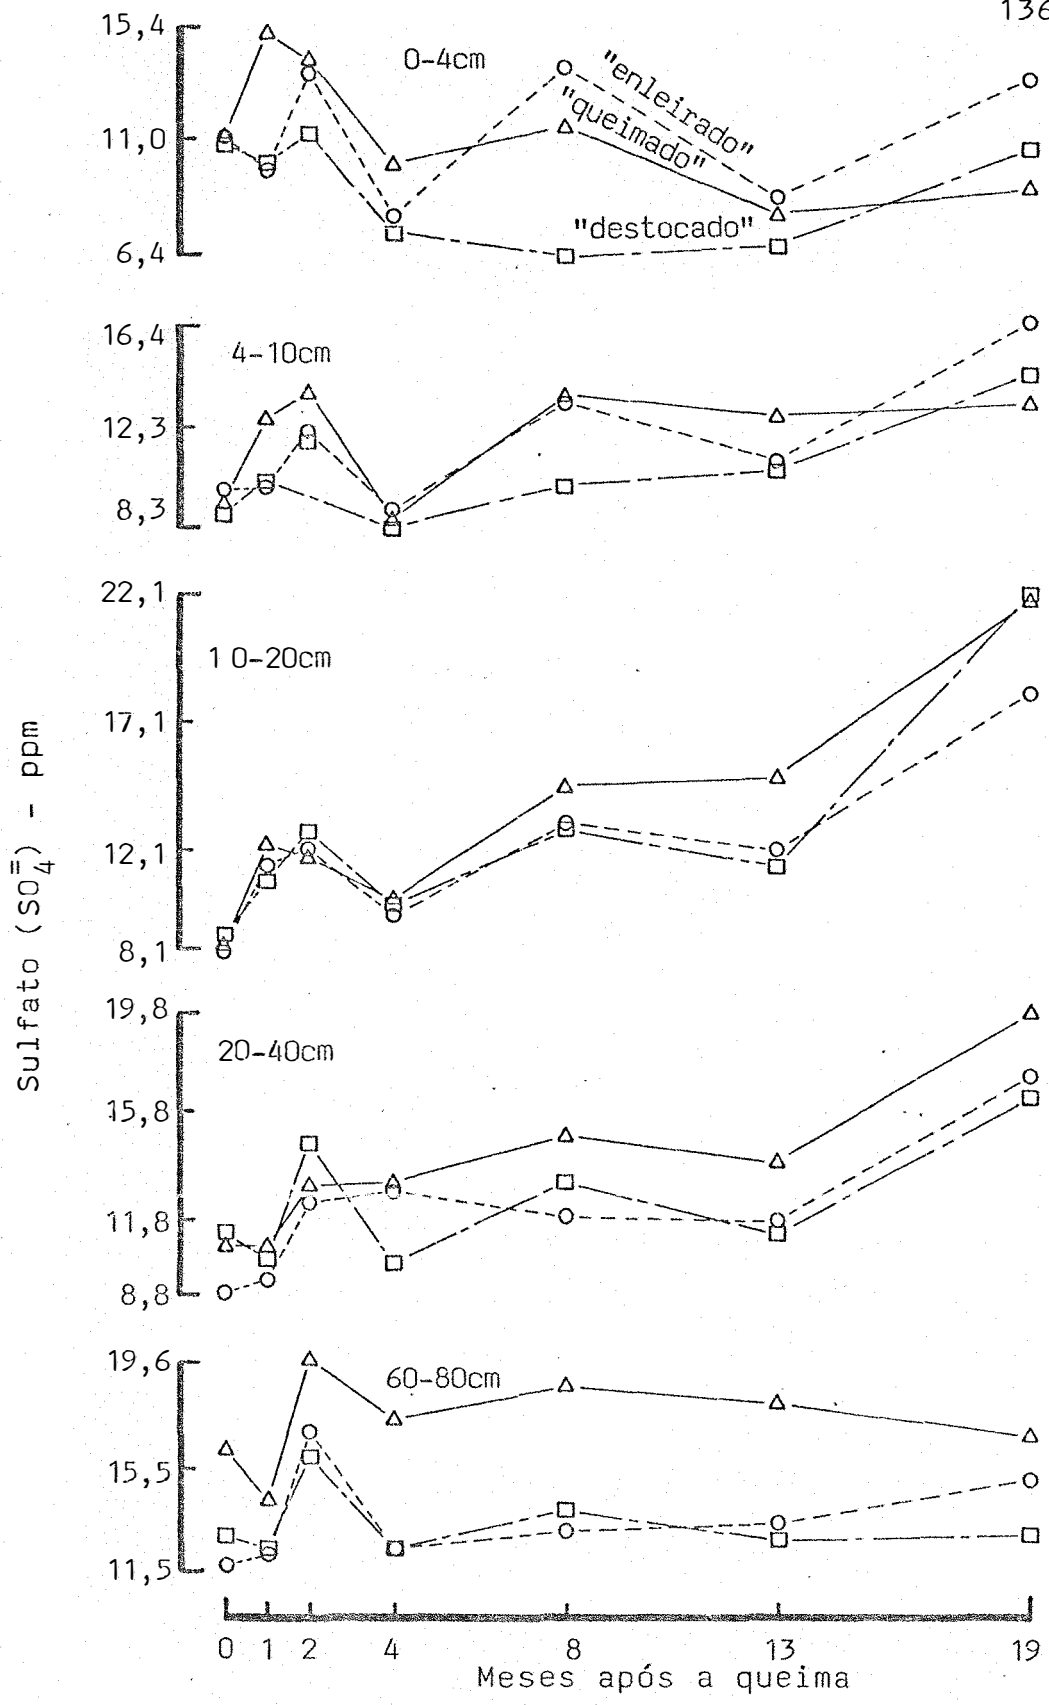 136
15,4
11,0
6,4
0-4cm
"enleirado"
"queimado"
"destocado"
16,4
12,3
8,3
4-10cm
22,1
17,1
12,1
8,1
10-20cm
19,8
15,8
11,8
8,8
20-40cm
19,6
15,5
11,5
60-80cm
Sulfato (SO₄⁼) - ppm
0 1 2 4 8 13 19
Meses após a queima